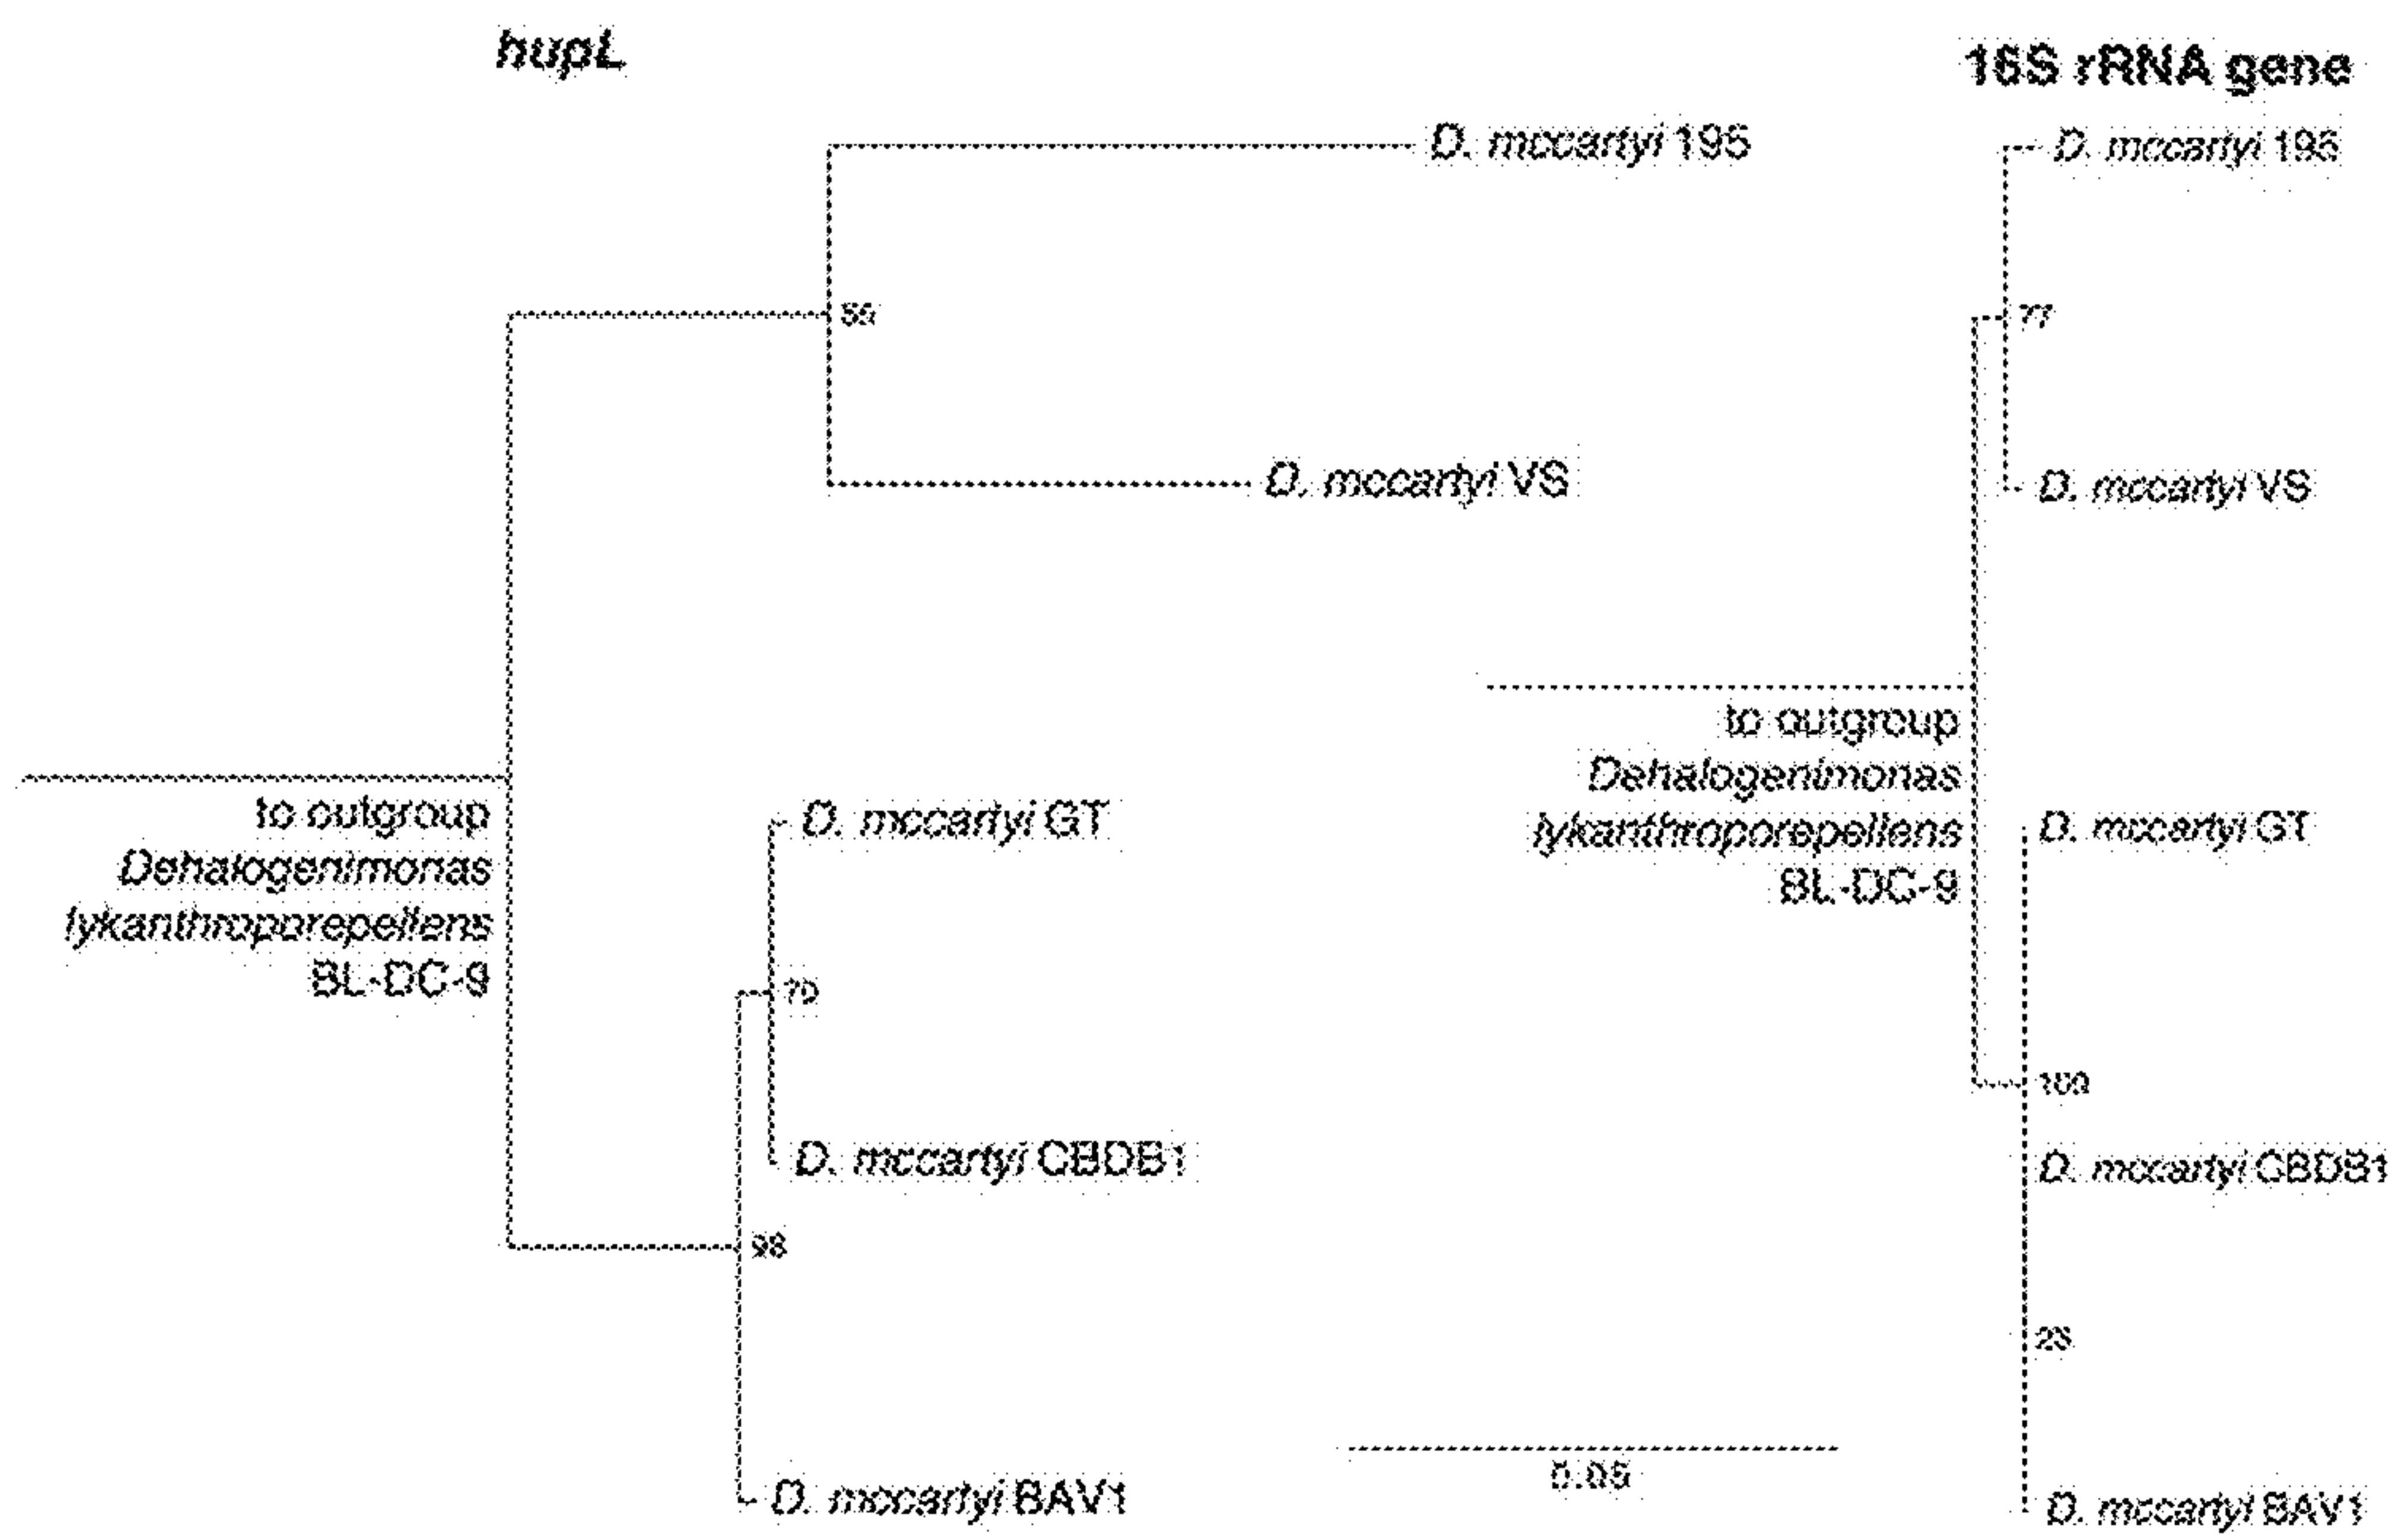 hupL
D. mccartyi 195
55
D. mccartyi VS
to outgroup
Dehalogenimonas
lykanthroporepellens
BL-DC-9
D. mccartyi GT
70
D. mccartyi CBDB1
98
D. mccartyi BAV1
16S rRNA gene
D. mccartyi 195
77
D. mccartyi VS
to outgroup
Dehalogenimonas
lykanthroporepellens
BL-DC-9
D. mccartyi GT
100
D. mccartyi CBDB1
D. mccartyi BAV1
0.05